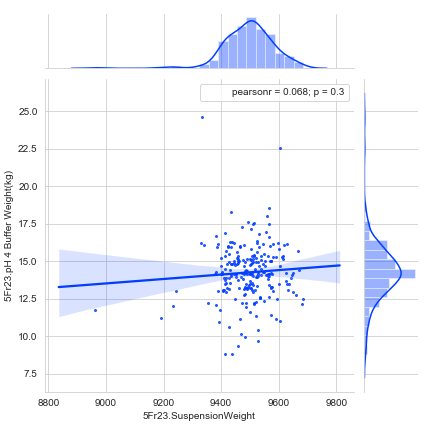 pearsonr = 0.068; p = 0.3
25.0
22.5
20.0
17.5
15.0
12.5
10.0
7.5
5Fr23.pH 4 Buffer Weight(kg)
8800 9000 9200 9400 9600 9800
5Fr23.SuspensionWeight